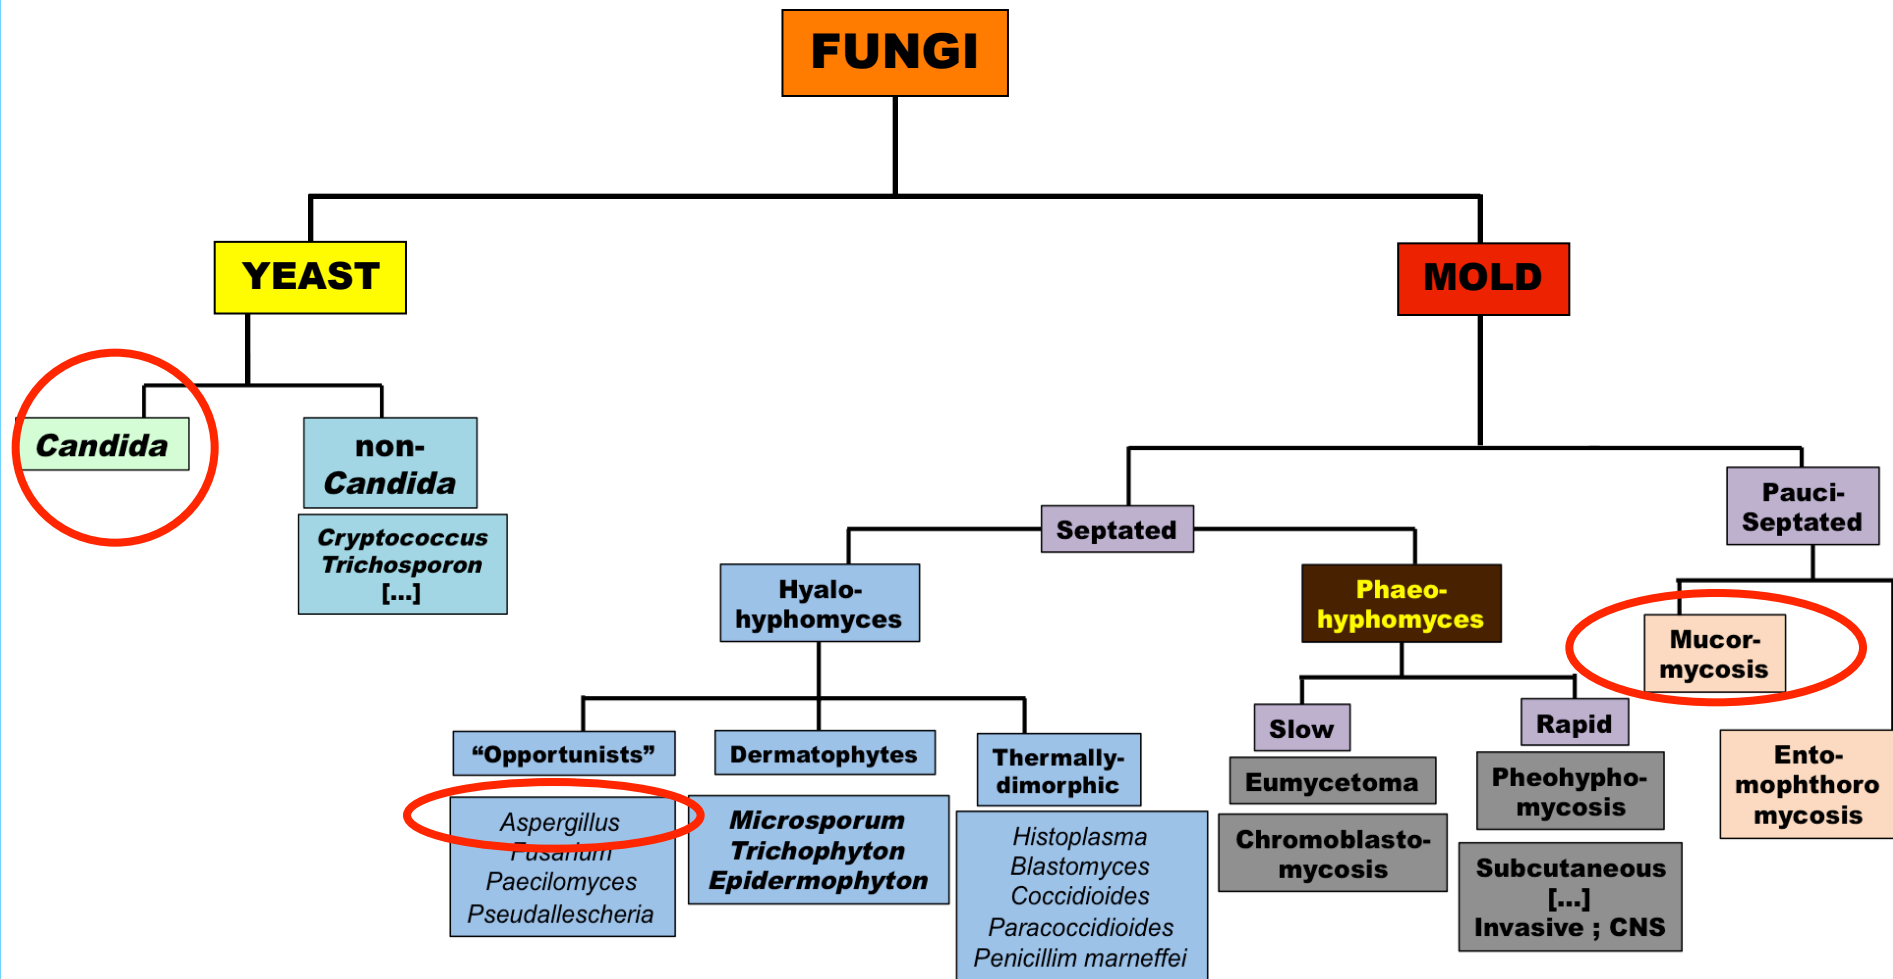 FUNGI
YEAST
MOLD
Candida
non-
Candida
Cryptococcus
Trichosporon
[...]
Septated
Pauci-
Septated
Hyalo-
hyphomyces
Phaeo-
hyphomyces
Mucor-
mycosis
Ento-
mophthoro
mycosis
“Opportunists”
Aspergillus
Fusarium
Paecilomyces
Pseudallescheria
Dermatophytes
Microsporum
Trichophyton
Epidermophyton
Thermally-
dimorphic
Histoplasma
Blastomyces
Coccidioides
Paracoccidioides
Penicillim marneffei
Slow
Eumycetoma
Chromoblasto-
mycosis
Rapid
Pheohypho-
mycosis
Subcutaneous
[...]
Invasive ; CNS